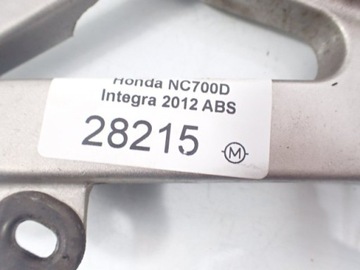 Honda NC700D
Integra 2012 ABS
28215 M